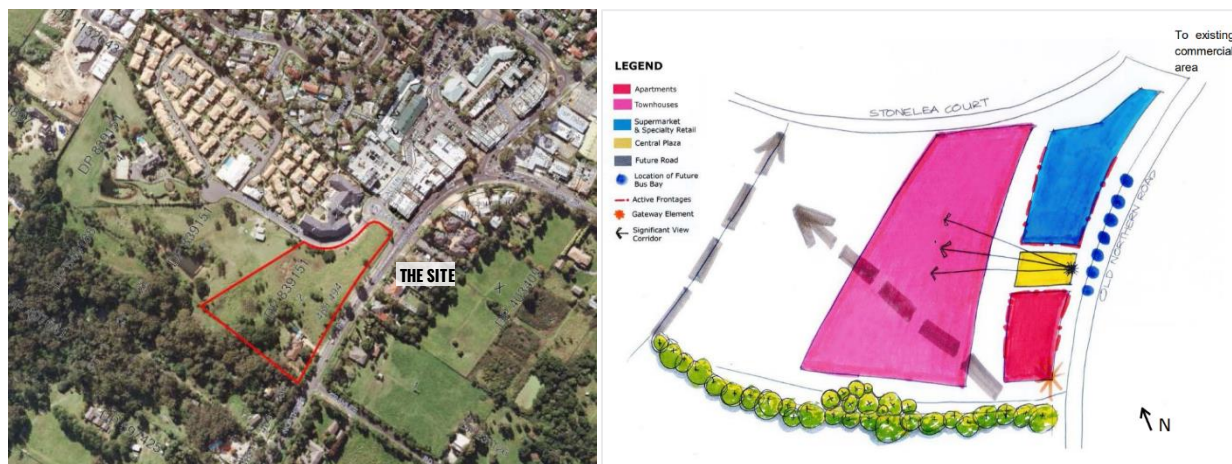 THE SITE
To existing
commercial
area
LEGEND
Apartments
Townhouses
Supermarket
& Specialty Retail
Central Plaza
Future Road
Location of Future
Bus Bay
Active Frontages
Gateway Element
Significant View
Corridor
STONELEA COURT
OLD NORTHERN ROAD
N